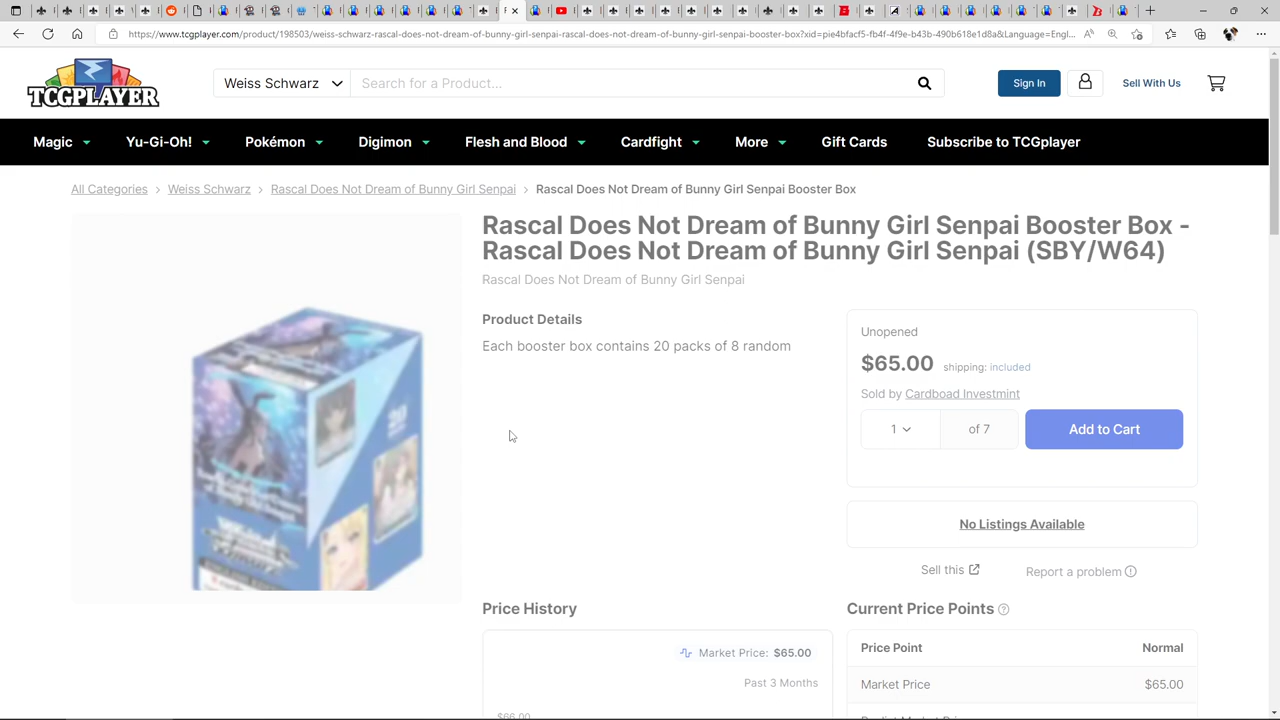 https://www.tcgplayer.com/product/198503/weiss-schwarz-rascal-does-not-dream-of-bunny-girl-senpai-rascal-does-not-dream-of-bunny-girl-senpai-booster-box?xid=pie4bfacf5-fb4f-4f9e-b43b-490b618e1d8a&Language=Engl...
TCGPLAYER
Weiss Schwarz
Search for a Product...
Sign In
Sell With Us
Magic
Yu-Gi-Oh!
Pokémon
Digimon
Flesh and Blood
Cardfight
More
Gift Cards
Subscribe to TCGplayer
All Categories > Weiss Schwarz > Rascal Does Not Dream of Bunny Girl Senpai > Rascal Does Not Dream of Bunny Girl Senpai Booster Box
Rascal Does Not Dream of Bunny Girl Senpai Booster Box -
Rascal Does Not Dream of Bunny Girl Senpai (SBY/W64)
Rascal Does Not Dream of Bunny Girl Senpai
Product Details
Each booster box contains 20 packs of 8 random
Unopened
$65.00 shipping: included
Sold by Cardboad Investmint
1
of 7
Add to Cart
No Listings Available
Sell this
Report a problem
Price History
Market Price: $65.00
Past 3 Months
$66.00
Current Price Points
Price Point
Normal
Market Price
$65.00